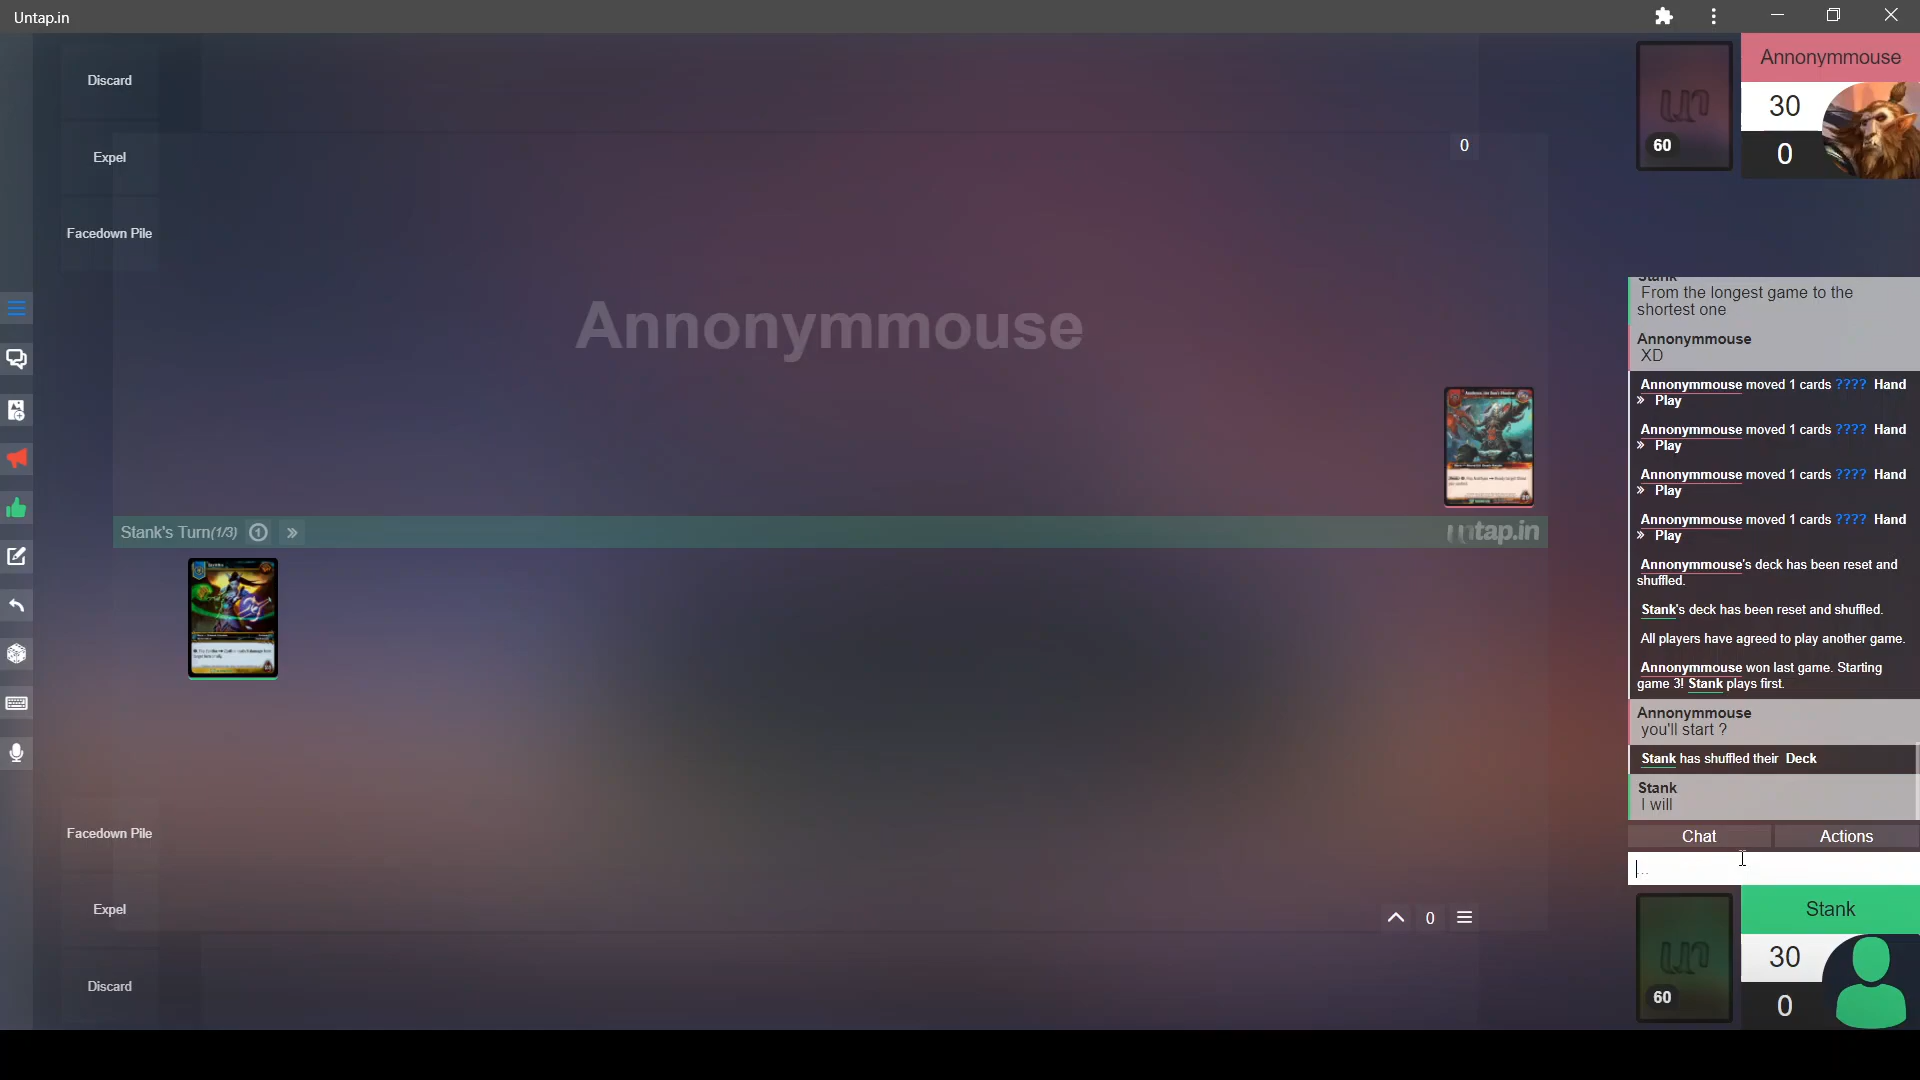 Untap.in
Discard
Expel
Facedown Pile
0
Annonymmouse
Stank's Turn(1/3) 1 »
untap.in
Facedown Pile
Expel
Discard
0
60
Annonymmouse
30
0
Stank
From the longest game to the
shortest one
Annonymmouse
XD
Annonymmouse moved 1 cards ???? Hand
» Play
Annonymmouse moved 1 cards ???? Hand
» Play
Annonymmouse moved 1 cards ???? Hand
» Play
Annonymmouse moved 1 cards ???? Hand
» Play
Annonymmouse's deck has been reset and
shuffled.
Stank's deck has been reset and shuffled.
All players have agreed to play another game.
Annonymmouse won last game. Starting
game 3! Stank plays first.
Annonymmouse
you'll start ?
Stank has shuffled their Deck
Stank
I will
Chat Actions
...
60
Stank
30
0